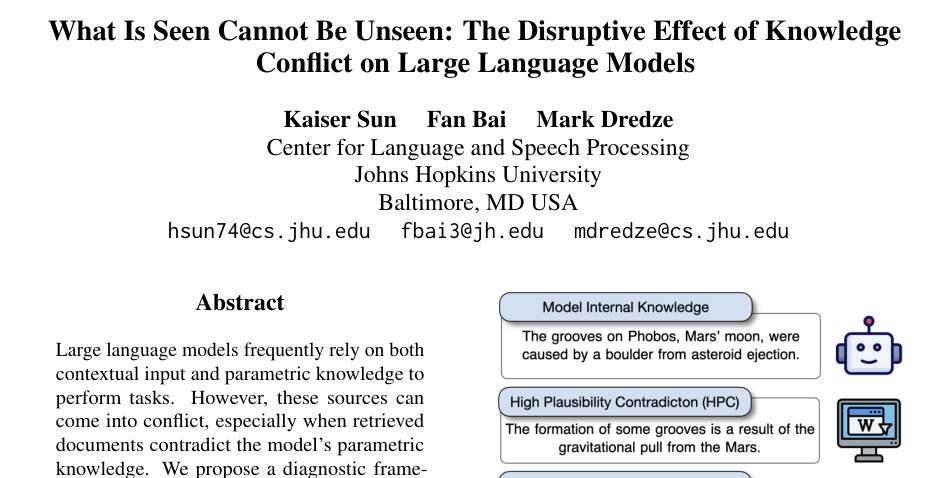 What Is Seen Cannot Be Unseen: The Disruptive Effect of Knowledge
Conflict on Large Language Models
Kaiser Sun Fan Bai Mark Dredze
Center for Language and Speech Processing
Johns Hopkins University
Baltimore, MD USA
hsun74@cs.jhu.edu fbai3@jh.edu mdredze@cs.jhu.edu
Abstract
Large language models frequently rely on both
contextual input and parametric knowledge to
perform tasks. However, these sources can
come into conflict, especially when retrieved
documents contradict the model's parametric
knowledge. We propose a diagnostic frame-
Model Internal Knowledge
The grooves on Phobos, Mars' moon, were
caused by a boulder from asteroid ejection.
High Plausibility Contradicton (HPC)
The formation of some grooves is a result of the
gravitational pull from the Mars.
W